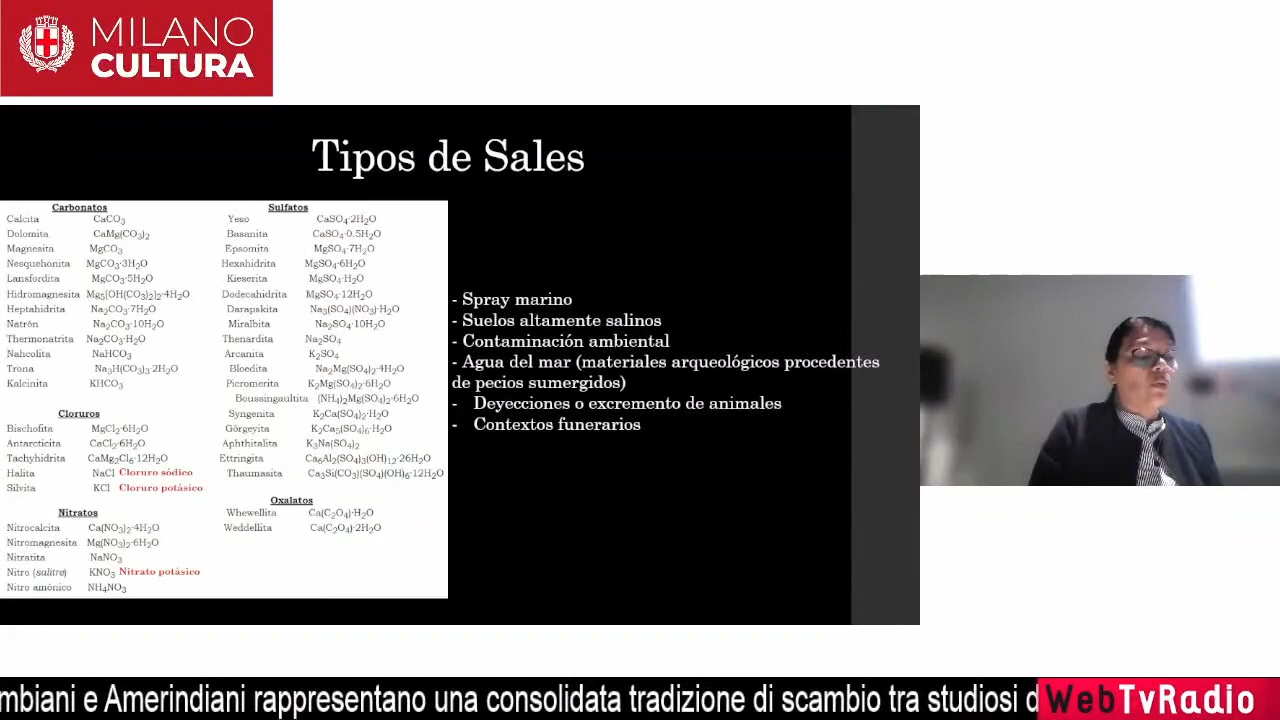 MILANO
CULTURA
Tipos de Sales
Carbonatos
Calcita CaCO3
Dolomita CaMg(CO3)2
Magnesita MgCO3
Nesquehonita MgCO3·3H2O
Lansfordita MgCO3·5H2O
Hidromagnesita Mg5[OH(CO3)2]2·4H2O
Heptahidrita Na2CO3·7H2O
Natrón Na2CO3·10H2O
Thermonatrita Na2CO3·H2O
Nahcolita NaHCO3
Trona Na3H(CO3)3·2H2O
Kalcinita KHCO3
Cloruros
Bischofita MgCl2·6H2O
Antarcticita CaCl2·6H2O
Tachyhidrita CaMg2Cl6·12H2O
Halita NaCl Cloruro sódico
Silvita KCl Cloruro potásico
Nitratos
Nitrocalcita Ca(NO3)2·4H2O
Nitromagnesita Mg(NO3)2·6H2O
Nitratita NaNO3
Nitro (salitre) KNO3 Nitrato potásico
Nitro amónico NH4NO3
Sulfatos
Yeso CaSO4·2H2O
Basanita CaSO4·0.5H2O
Epsomita MgSO4·7H2O
Hexahidrita MgSO4·6H2O
Kieserita MgSO4·H2O
Dodecahidrita MgSO4·12H2O
Darapskita Na3(SO4)(NO3)·H2O
Miralbita Na2SO4·10H2O
Thenardita Na2SO4
Arcanita K2SO4
Bloedita Na2Mg(SO4)2·4H2O
Picromerita K2Mg(SO4)2·6H2O
Boussingaultita (NH4)2Mg(SO4)2·6H2O
Syngenita K2Ca(SO4)2·H2O
Görgeyita K2Ca5(SO4)6·H2O
Aphthitalita K3Na(SO4)2
Ettringita Ca6Al2(SO4)3(OH)12·26H2O
Thaumasita Ca3Si(CO3)(SO4)(OH)6·12H2O
Oxalatos
Whewellita Ca(C2O4)·H2O
Weddellita Ca(C2O4)·2H2O
- Spray marino
- Suelos altamente salinos
- Contaminación ambiental
- Agua del mar (materiales arqueológicos procedentes
de pecios sumergidos)
- Deyecciones o excremento de animales
- Contextos funerarios
mbiani e Amerindiani rappresentano una consolidata tradizione di scambio tra studiosi d
WebTvRadio